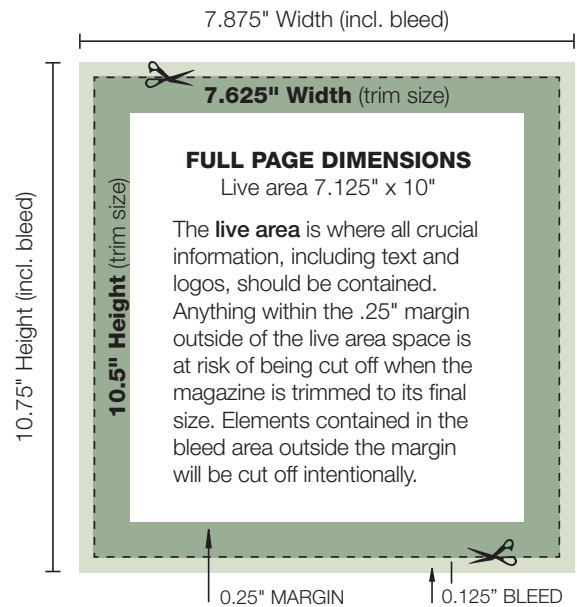 7.875" Width (incl. bleed)
7.625" Width (trim size)
10.75" Height (incl. bleed)
10.5" Height (trim size)
FULL PAGE DIMENSIONS
Live area 7.125" x 10"
The live area is where all crucial
information, including text and
logos, should be contained.
Anything within the .25" margin
outside of the live area space is
at risk of being cut off when the
magazine is trimmed to its final
size. Elements contained in the
bleed area outside the margin
will be cut off intentionally.
0.25" MARGIN
0.125” BLEED